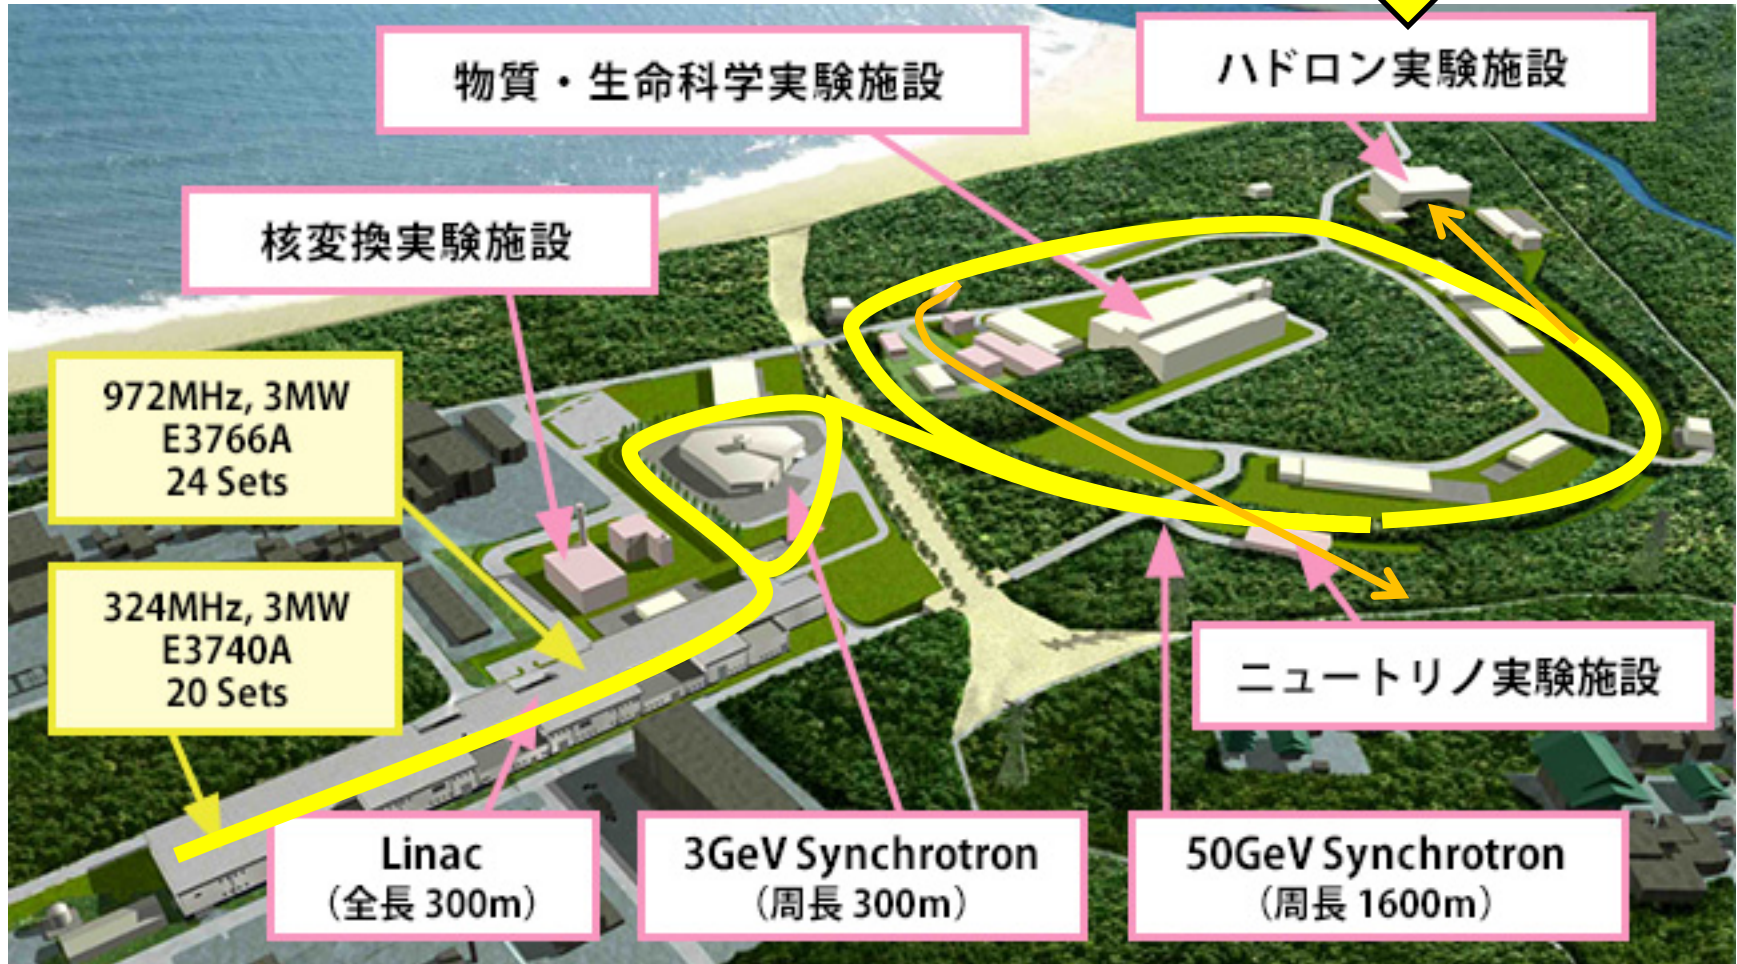 物質・生命科学実験施設
ハドロン実験施設
核変換実験施設
972MHz, 3MW
E3766A
24 Sets
324MHz, 3MW
E3740A
20 Sets
ニュートリノ実験施設
Linac
（全長 300m）
3GeV Synchrotron
（周長 300m）
50GeV Synchrotron
（周長 1600m）